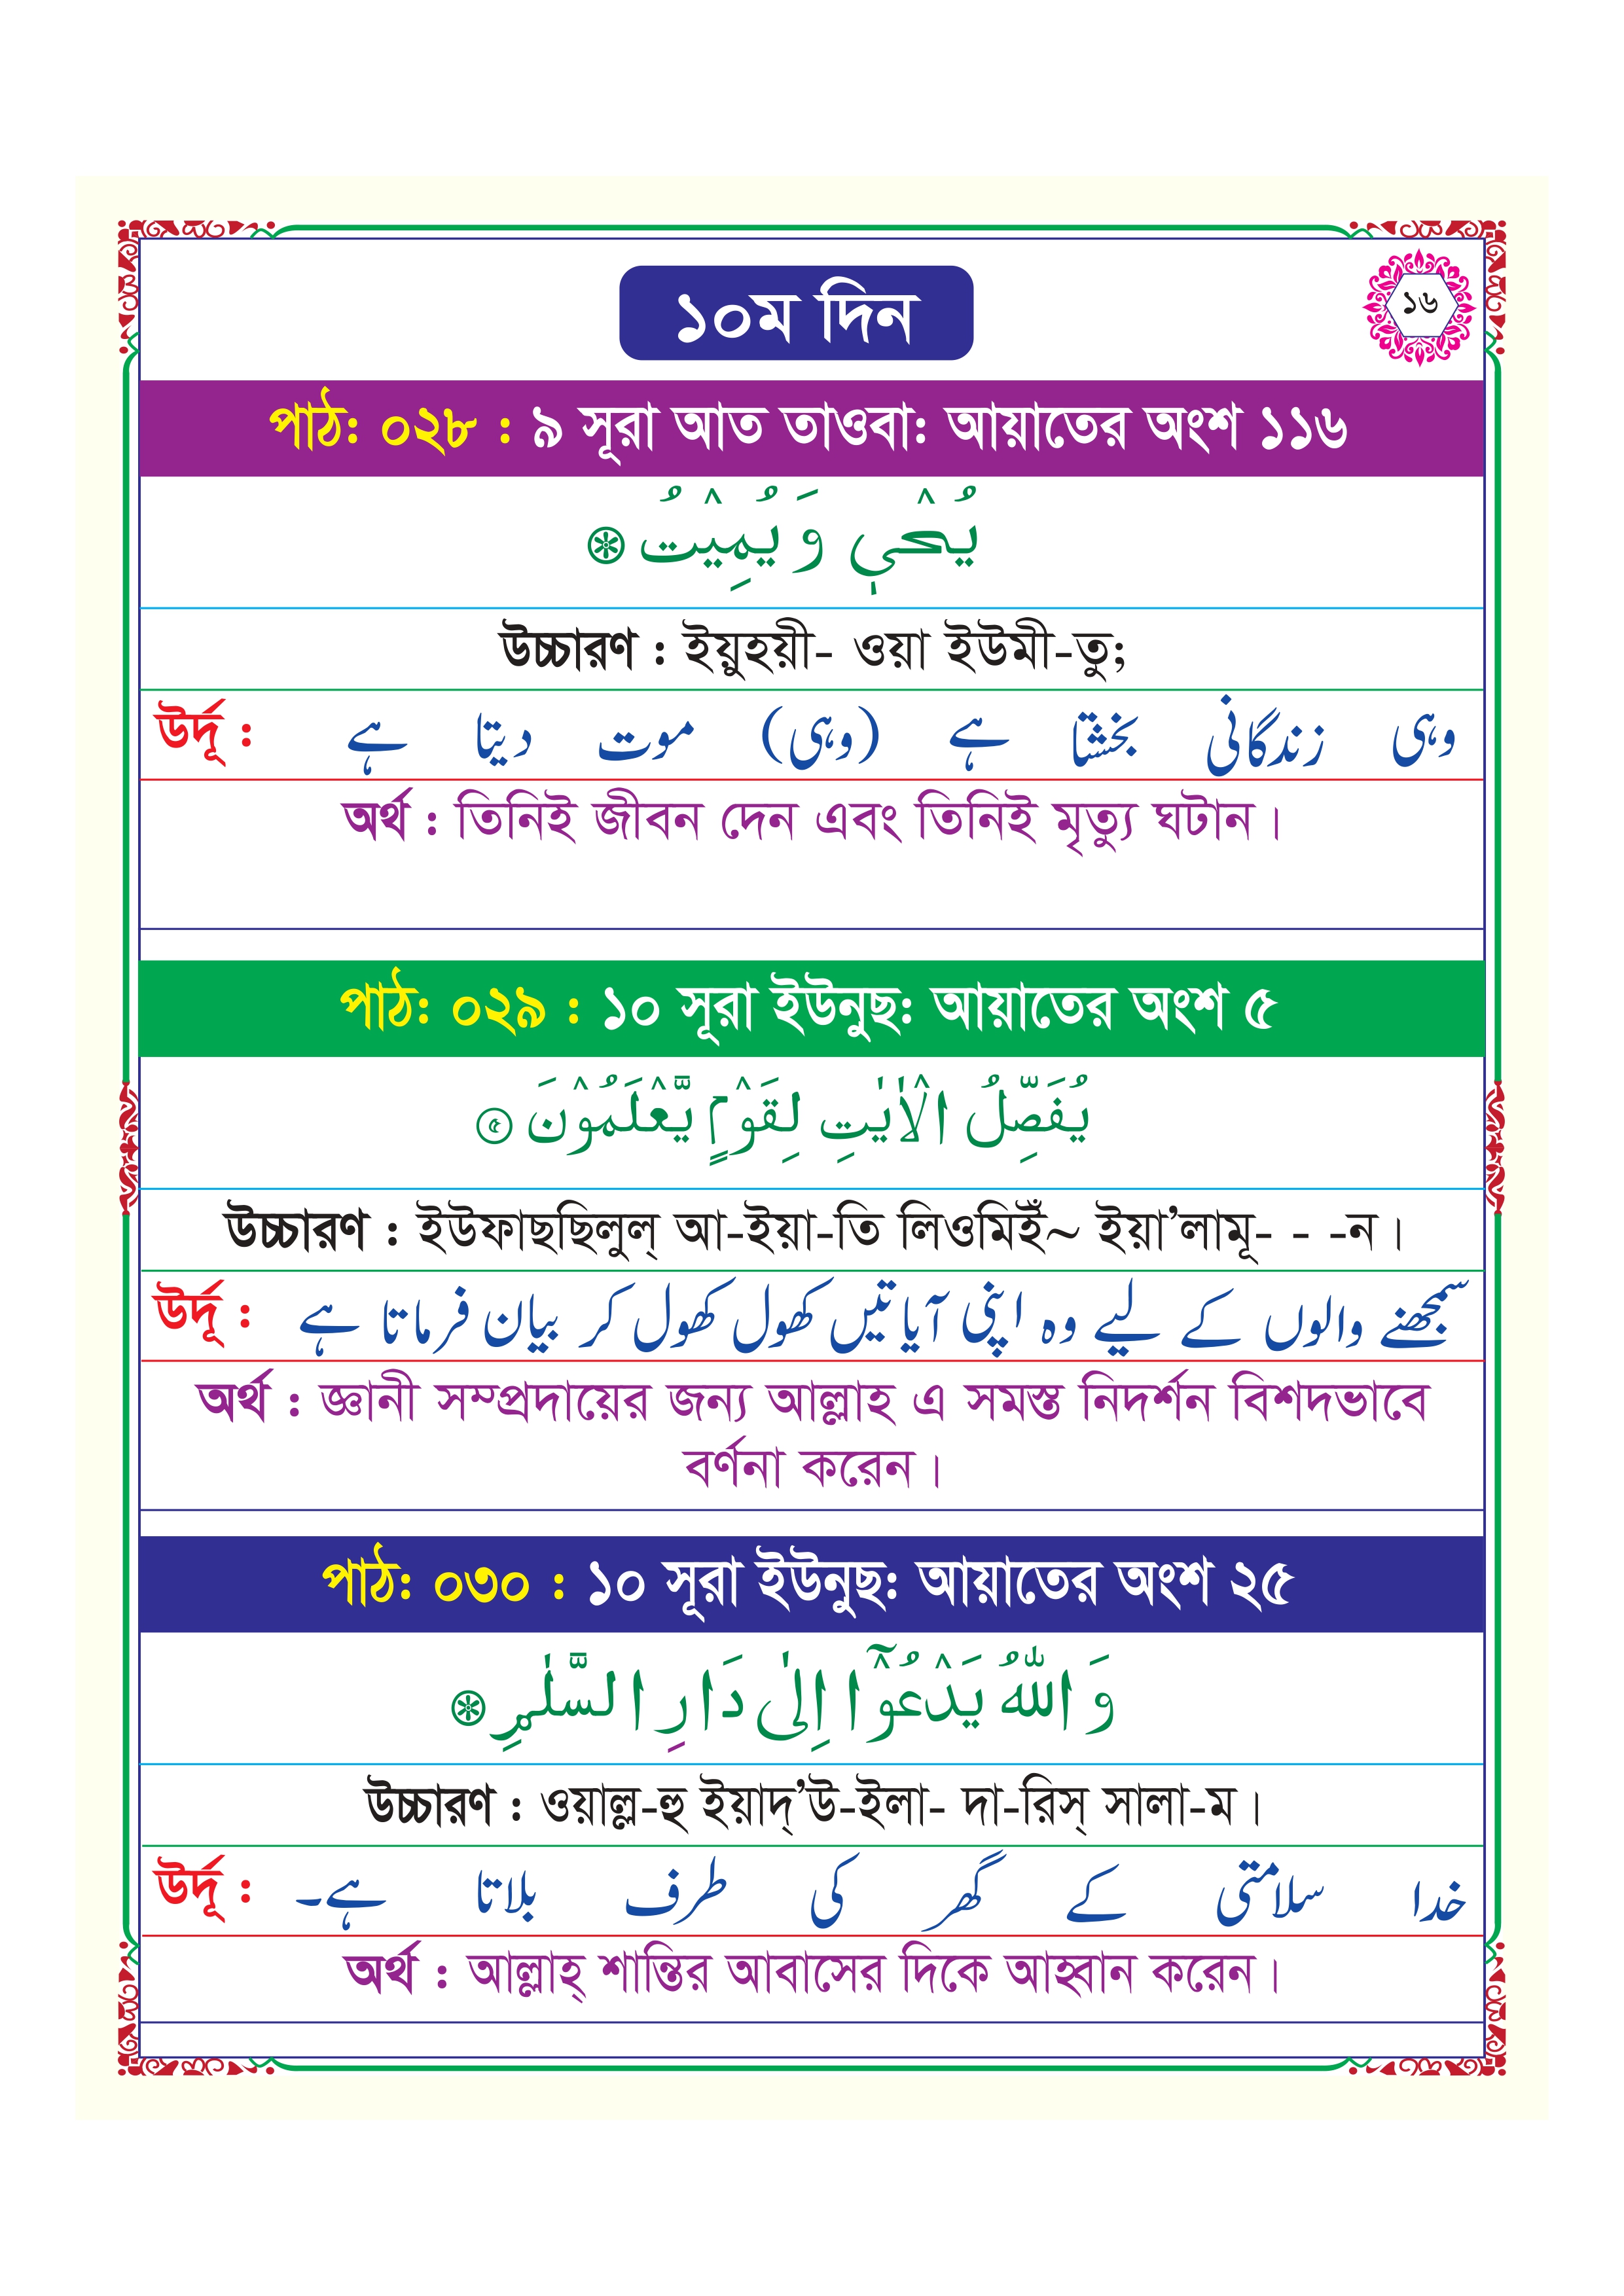 ১০ম দিন
১৬
পাঠ: ০২৮ : ৯ সূরা আত তাওবা: আয়াতের অংশ ১১৬
يُحْيٖ وَيُمِيْتُ
উচ্চারণ : ইয়ুহয়ী- ওয়া ইউমী-তু;
উর্দূ : وہی زندگانی بخشتا ہے (وہی) موت دیتا ہے
অর্থ : তিনিই জীবন দেন এবং তিনিই মৃত্যু ঘটান।
পাঠ: ০২৯ : ১০ সূরা ইউনুছ: আয়াতের অংশ ৫
يُفَصِّلُ الْاٰيٰتِ لِقَوْمٍ يَّعْلَمُوْنَ ۝٥
উচ্চারণ : ইউফাছছিলুল্ আ-ইয়া-তি লিওমিইঁ~ ইয়া’লামূ- - -ন।
উর্দূ : سمجھنے والوں کے لیے وہ اپنی آیاتیں کھول کھول کر بیان فرماتا ہے
অর্থ : জ্ঞানী সম্প্রদায়ের জন্য আল্লাহ এ সমস্ত নিদর্শন বিশদভাবে
বর্ণনা করেন।
পাঠ: ০৩০ : ১০ সূরা ইউনুছ: আয়াতের অংশ ২৫
وَاللّٰهُ يَدْعُوْٓا اِلٰى دَارِ السَّلٰمِ
উচ্চারণ : ওয়াল্ল-হু ইয়াদ্’উ-ইলা- দা-রিস্ সালা-ম।
উর্দূ : خدا سلامتی کے گھر کی طرف بلاتا ہے۔
অর্থ : আল্লাহ্ শান্তির আবাসের দিকে আহ্বান করেন।